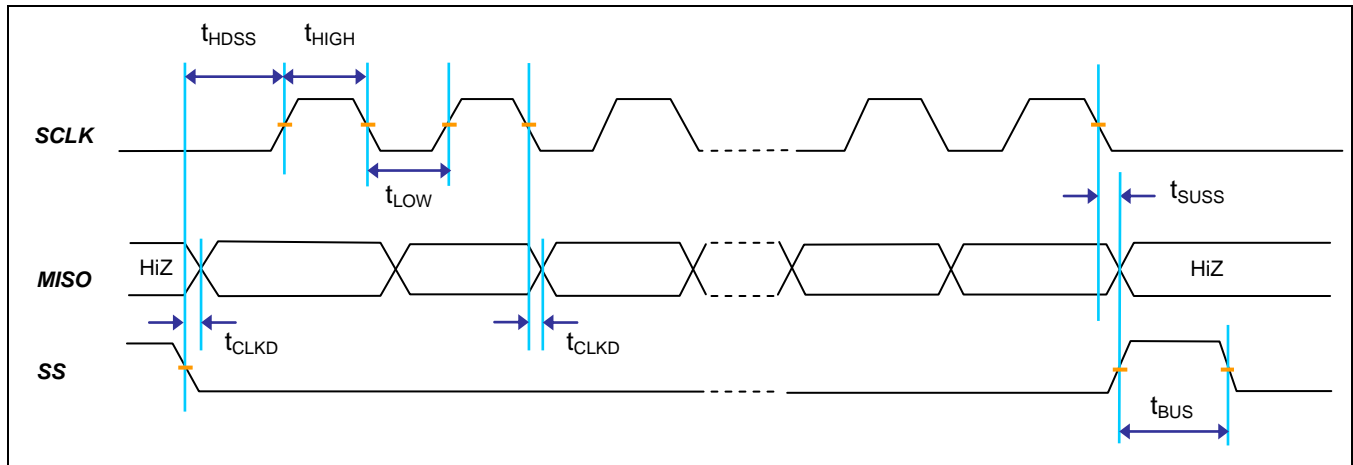 tHDSS tHIGH
SCLK
tLOW
tSUSS
HiZ HiZ
MISO
tCLKD tCLKD
SS
tBUS